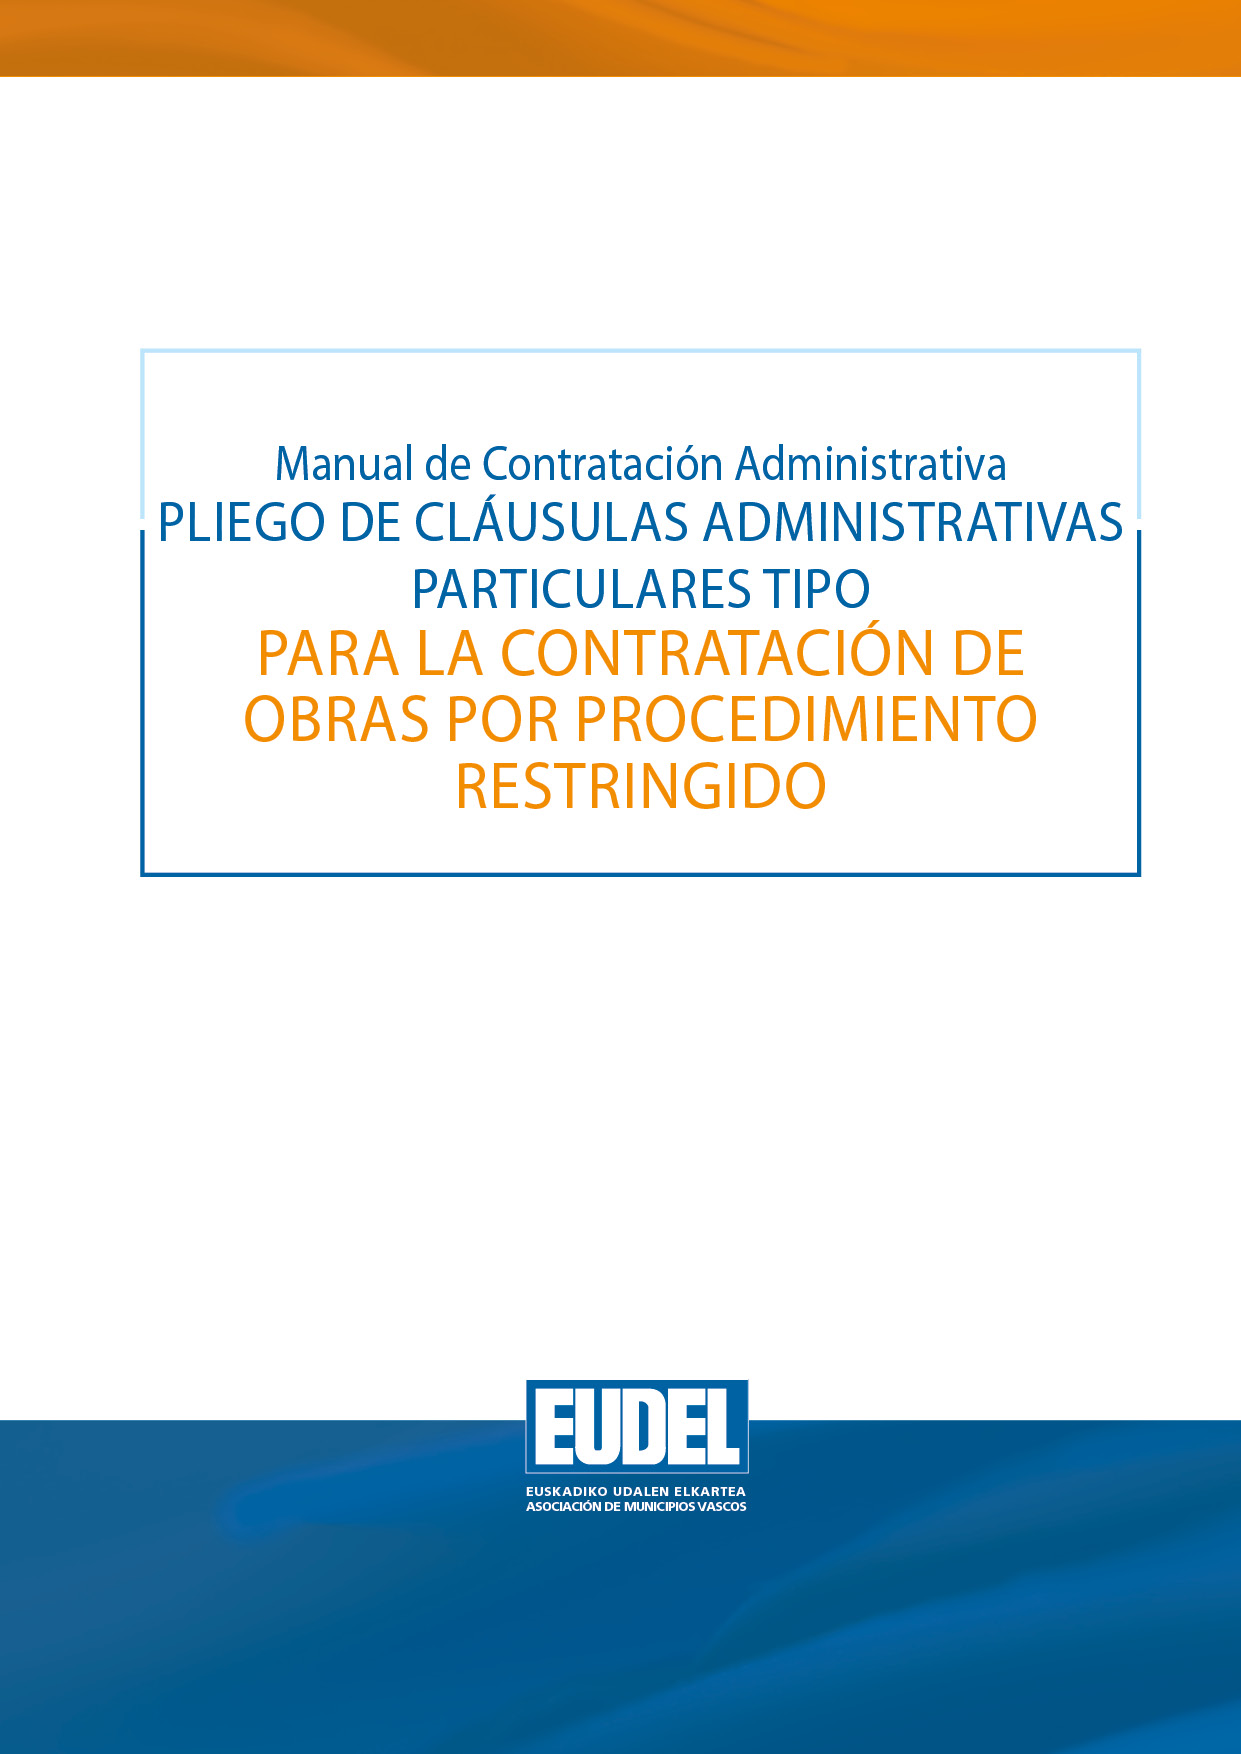 Manual de Contratación Administrativa
PLIEGO DE CLÁUSULAS ADMINISTRATIVAS
PARTICULARES TIPO
PARA LA CONTRATACIÓN DE
OBRAS POR PROCEDIMIENTO
RESTRINGIDO
EUDEL
EUSKADIKO UDALEN ELKARTEA
ASOCIACIÓN DE MUNICIPIOS VASCOS